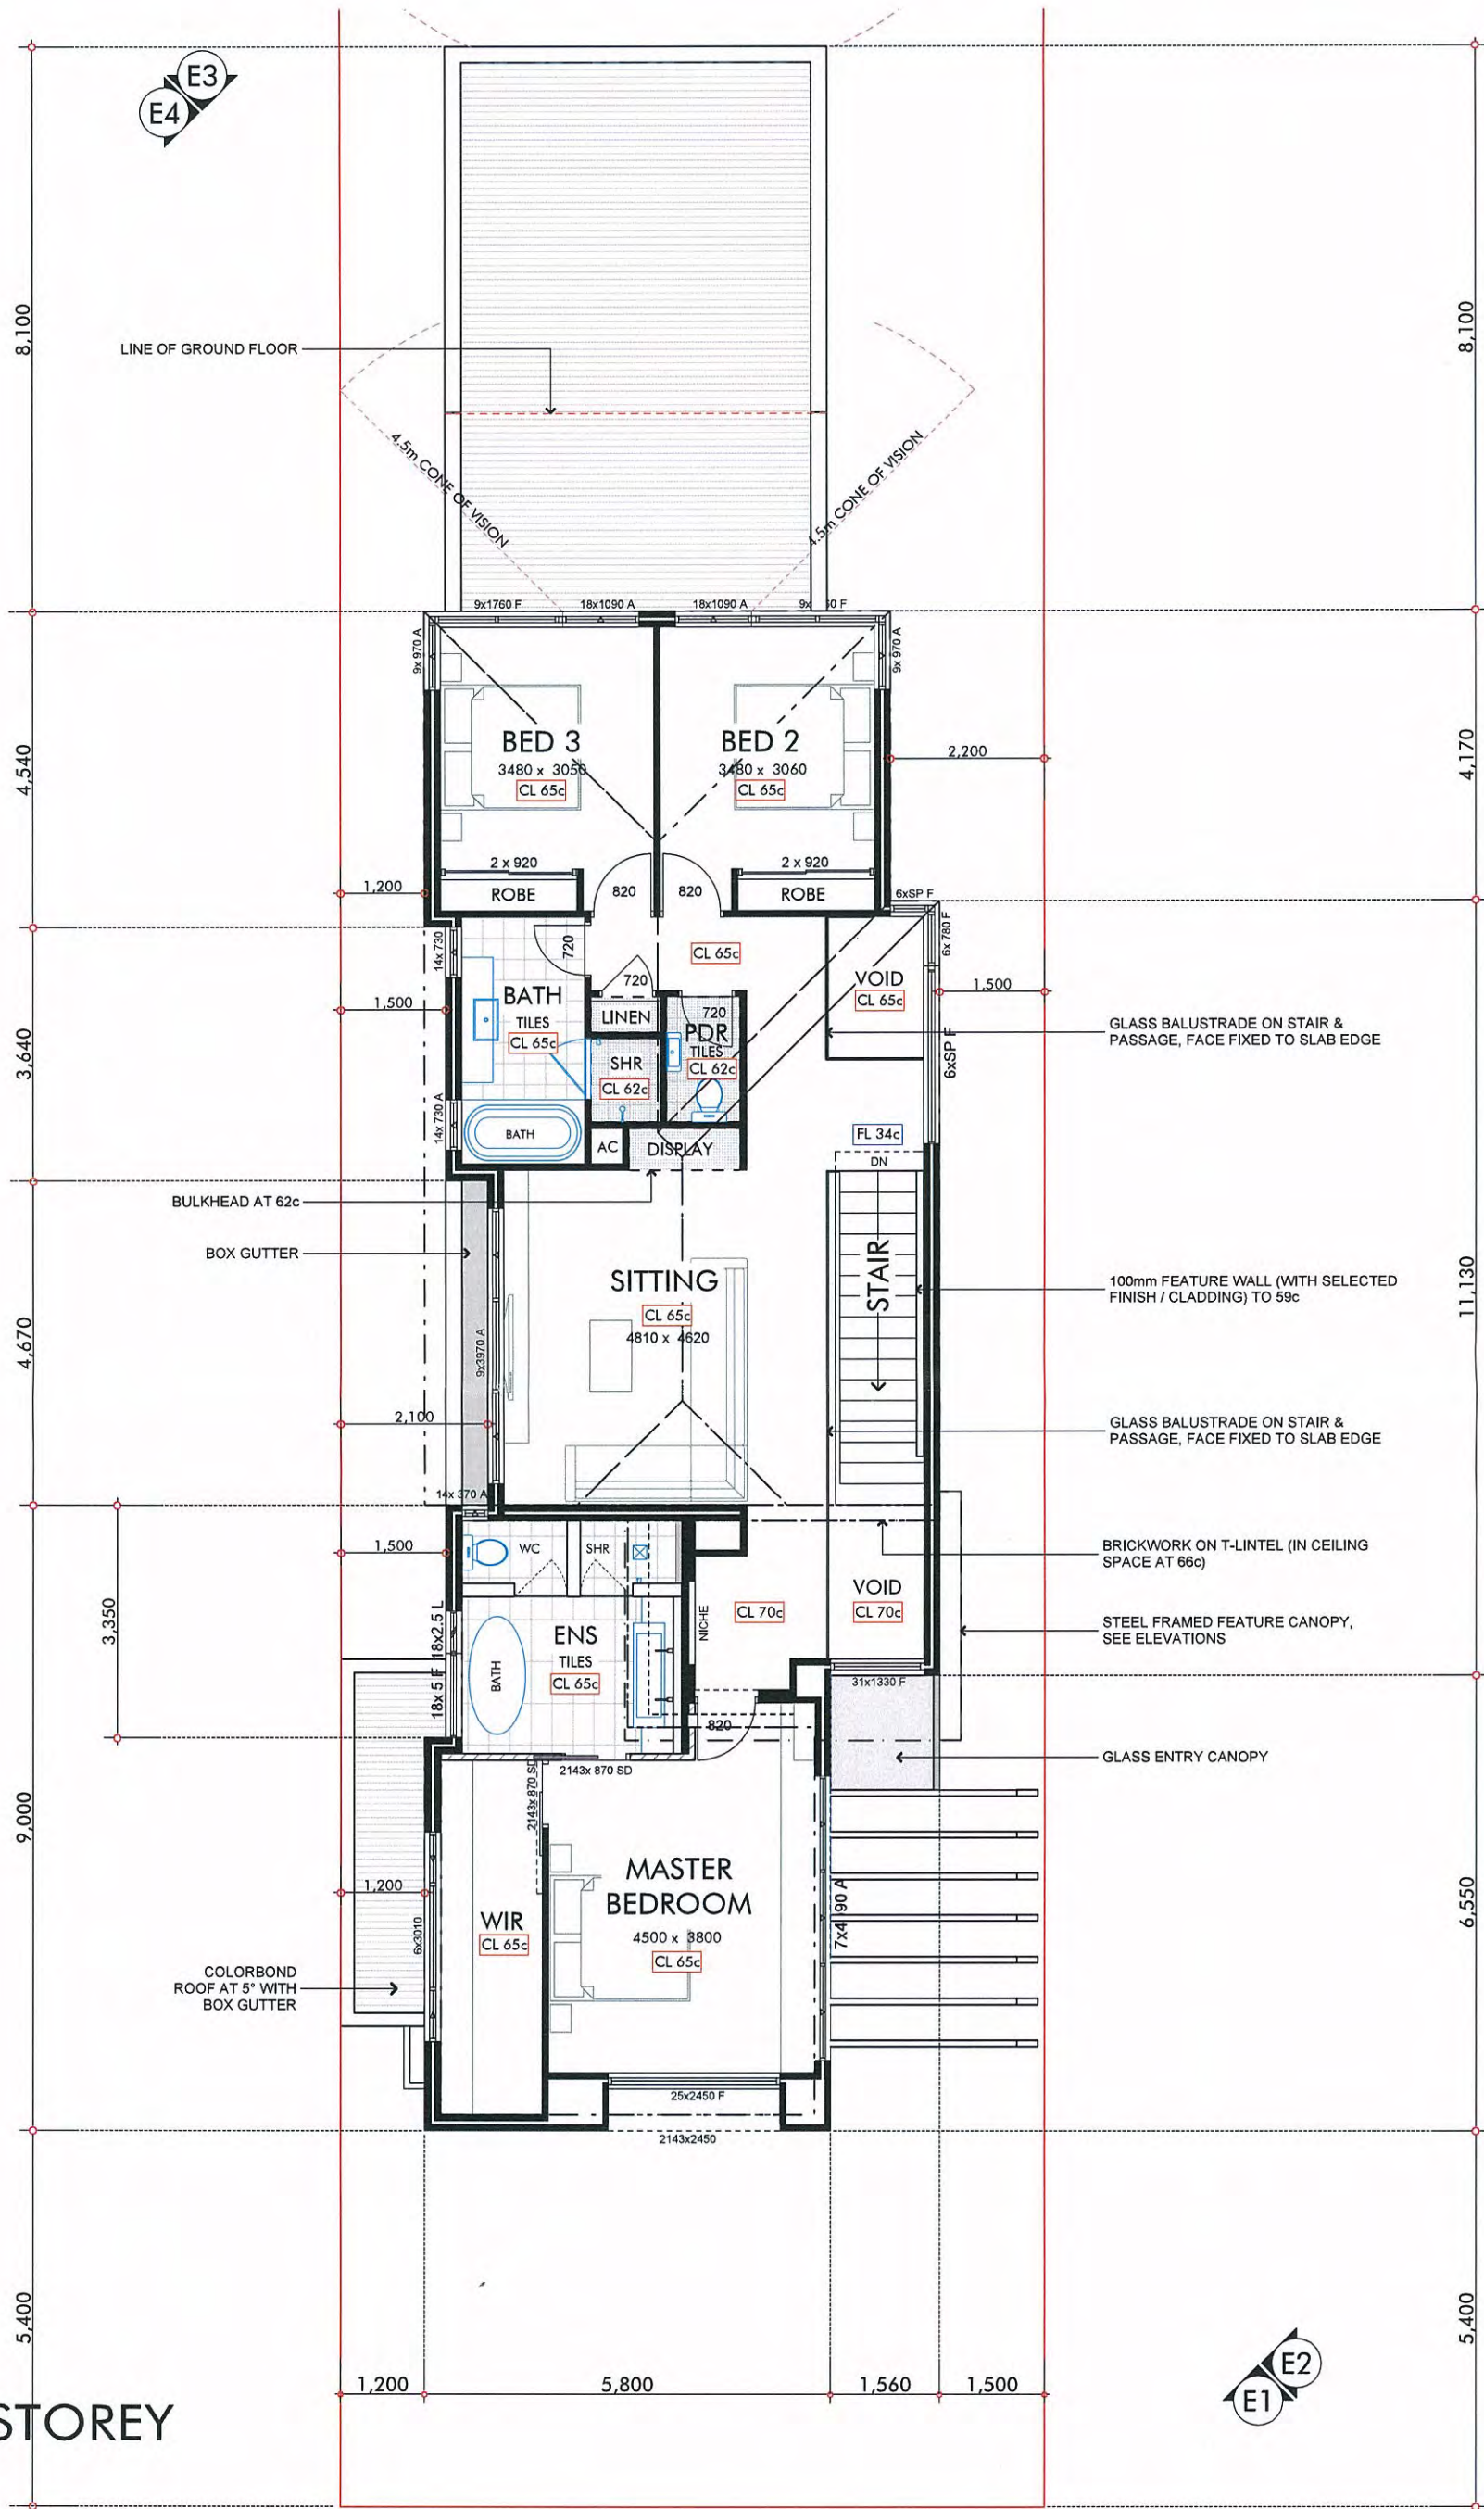 E3
E4
8,100
8,100
LINE OF GROUND FLOOR
4.5m CONE OF VISION
4.5m CONE OF VISION
9x1760 F
18x1090 A
18x1090 A
9x 970 A
9x 970 A
4,540
4,170
BED 3
3480 x 3050
CL 65c
BED 2
3480 x 3060
CL 65c
2,200
2 x 920
ROBE
820
820
2 x 920
ROBE
1,200
6xSP F
6x 780 F
14x 730
720
CL 65c
VOID
CL 65c
1,500
1,500
BATH
TILES
CL 65c
720
LINEN
720
PDR
TILES
CL 62c
SHR
CL 62c
GLASS BALUSTRADE ON STAIR &
PASSAGE, FACE FIXED TO SLAB EDGE
6xSP F
3,640
14x 730 A
BATH
AC
DISPLAY
FL 34c
DN
BULKHEAD AT 62c
BOX GUTTER
SITTING
CL 65c
4810 x 4620
STAIR
100mm FEATURE WALL (WITH SELECTED
FINISH / CLADDING) TO 59c
11,130
4,670
9x3970 A
2,100
GLASS BALUSTRADE ON STAIR &
PASSAGE, FACE FIXED TO SLAB EDGE
14x 370 A
1,500
WC
SHR
BRICKWORK ON T-LINTEL (IN CEILING
SPACE AT 66c)
3,350
18x2.5 L
18x 5 F
BATH
ENS
TILES
CL 65c
NICHE
CL 70c
VOID
CL 70c
STEEL FRAMED FEATURE CANOPY,
SEE ELEVATIONS
31x1330 F
820
GLASS ENTRY CANOPY
2143x 870 SD
2143x 870 SD
9,000
1,200
6x3010
WIR
CL 65c
MASTER
BEDROOM
4500 x 3800
CL 65c
6,550
COLORBOND
ROOF AT 5° WITH
BOX GUTTER
25x2450 F
2143x2450
5,400
5,400
1,200
5,800
1,560
1,500
E2
E1
STOREY